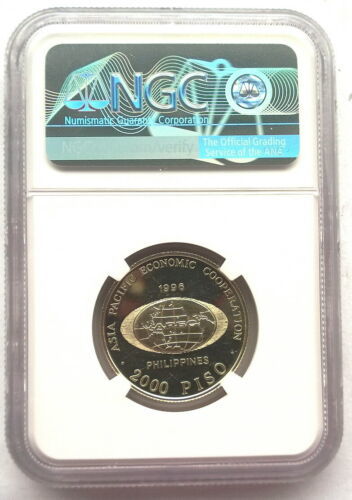 NGC
Numismatic Guaranty Corporation
The Official Grading
Service of the ANA
ASIA PACIFIC ECONOMIC COOPERATION
1996
APEC
PHILIPPINES
2000 PISO